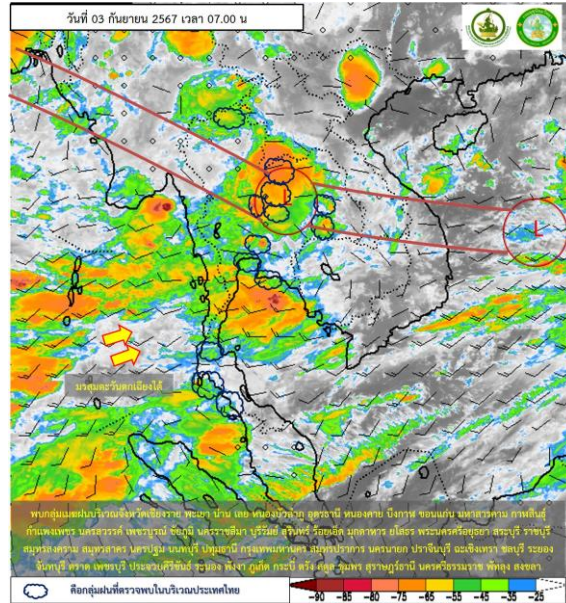 วันที่ 03 กันยายน 2567 เวลา 07.00 น
L
L
มรสุมตะวันตกเฉียงใต้
พบกลุ่มเมฆฝนบริเวณจังหวัดเชียงราย พะเยา น่าน เลย หนองบัวลำภู อุดรธานี หนองคาย บึงกาฬ ขอนแก่น มหาสารคาม กาฬสินธุ์
กำแพงเพชร นครสวรรค์ เพชรบูรณ์ ชัยภูมิ นครราชสีมา บุรีรัมย์ สุรินทร์ ร้อยเอ็ด มุกดาหาร ยโสธร พระนครศรีอยุธยา สระบุรี ราชบุรี
สมุทรสงคราม สมุทรสาคร นครปฐม นนทบุรี ปทุมธานี กรุงเทพมหานคร สมุทรปราการ นครนายก ปราจีนบุรี ฉะเชิงเทรา ชลบุรี ระยอง
จันทบุรี ตราด เพชรบุรี ประจวบคีรีขันธ์ ระนอง พังงา ภูเก็ต กระบี่ ตรัง สตูล ชุมพร สุราษฎร์ธานี นครศรีธรรมราช พัทลุง สงขลา
คือกลุ่มฝนที่ตรวจพบในบริเวณประเทศไทย
-90 -85 -80 -75 -65 -55 -45 -35 -25